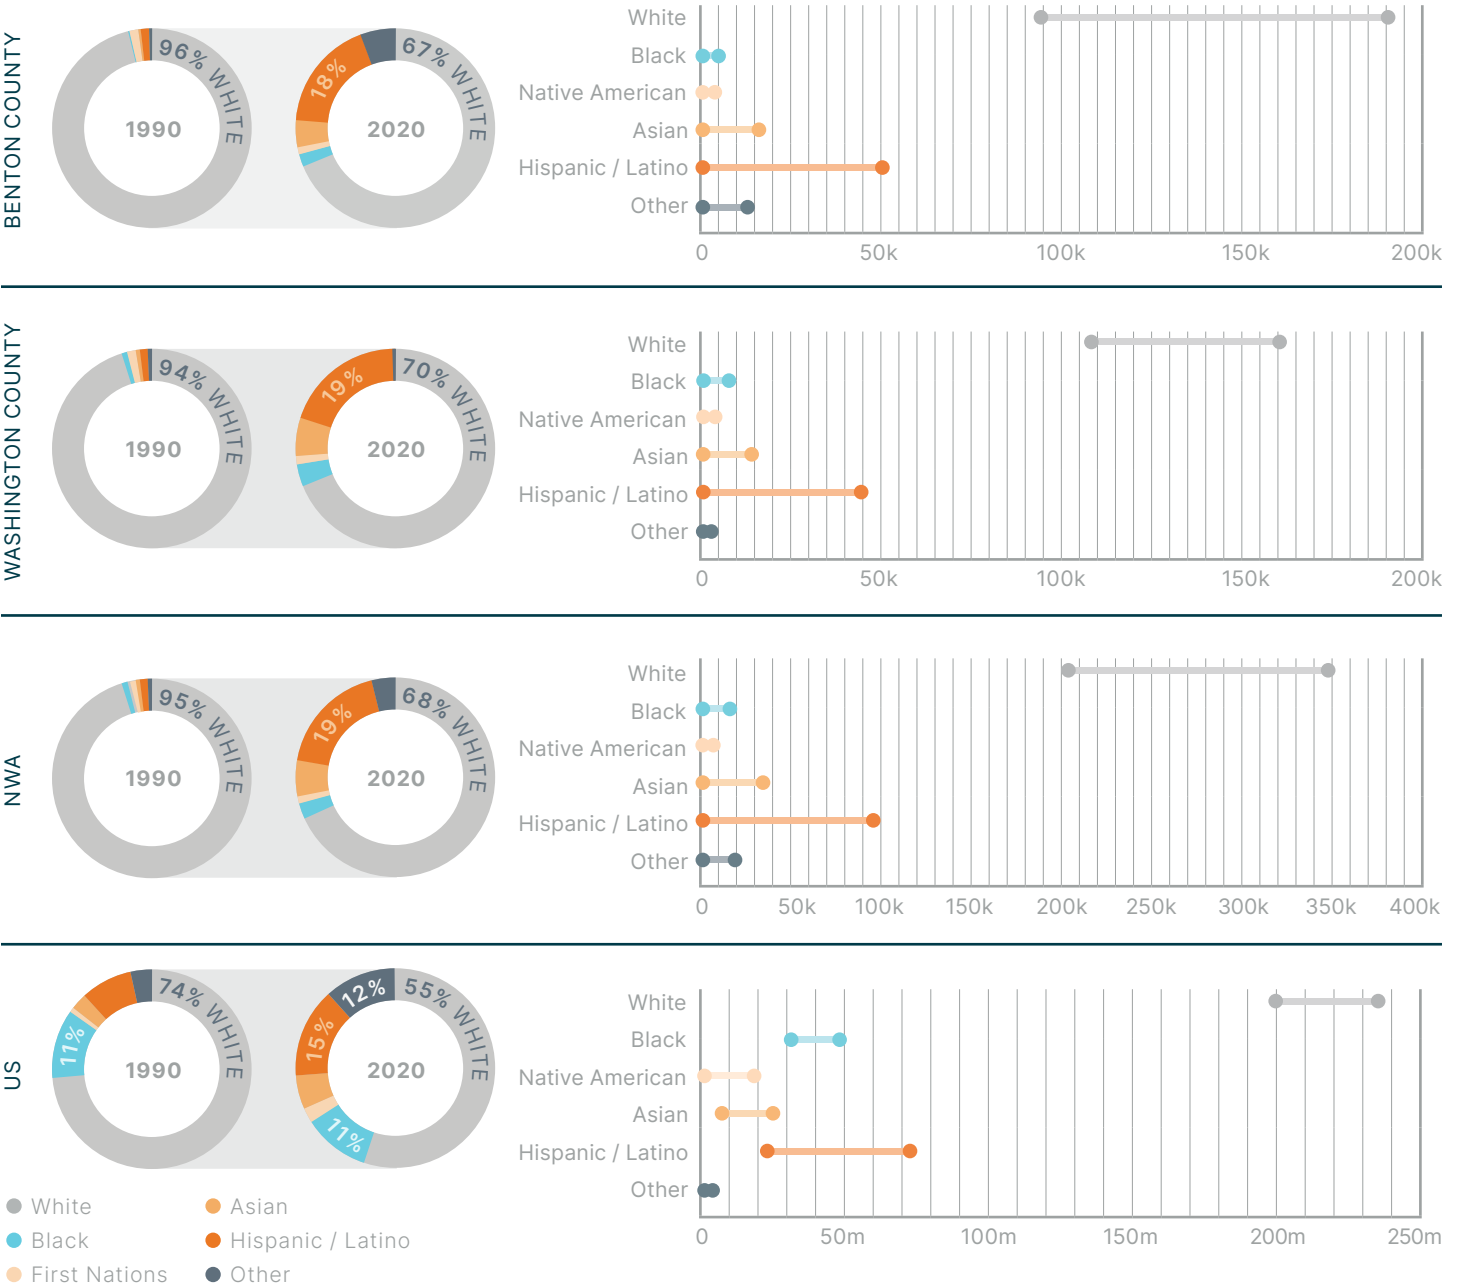 BENTON COUNTY
96% WHITE
1990
18%
67% WHITE
2020
White
Black
Native American
Asian
Hispanic / Latino
Other
0 50k 100k 150k 200k
WASHINGTON COUNTY
94% WHITE
1990
19%
70% WHITE
2020
White
Black
Native American
Asian
Hispanic / Latino
Other
0 50k 100k 150k 200k
NWA
95% WHITE
1990
19%
68% WHITE
2020
White
Black
Native American
Asian
Hispanic / Latino
Other
0 50k 100k 150k 200k 250k 300k 350k 400k
US
11%
74% WHITE
1990
15%
12%
55% WHITE
2020
11%
White
Black
Native American
Asian
Hispanic / Latino
Other
0 50m 100m 150m 200m 250m
White
Black
First Nations
Asian
Hispanic / Latino
Other